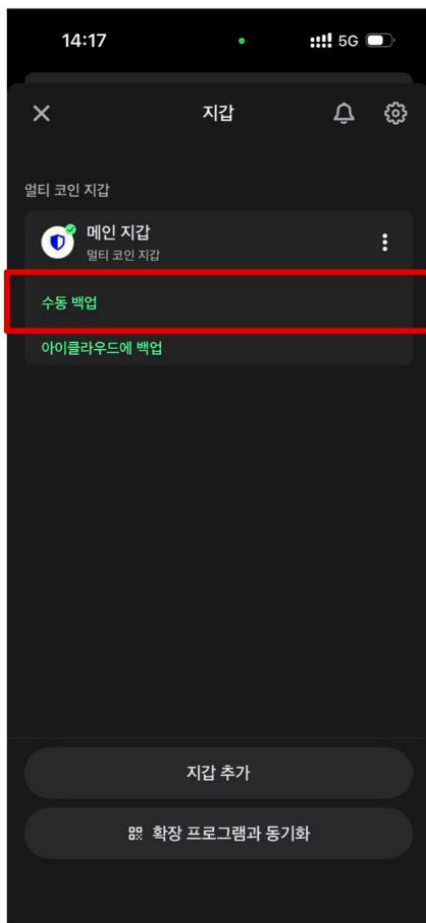 14:17
5G
지갑
멀티 코인 지갑
메인 지갑
멀티 코인 지갑
수동 백업
아이클라우드에 백업
지갑 추가
확장 프로그램과 동기화